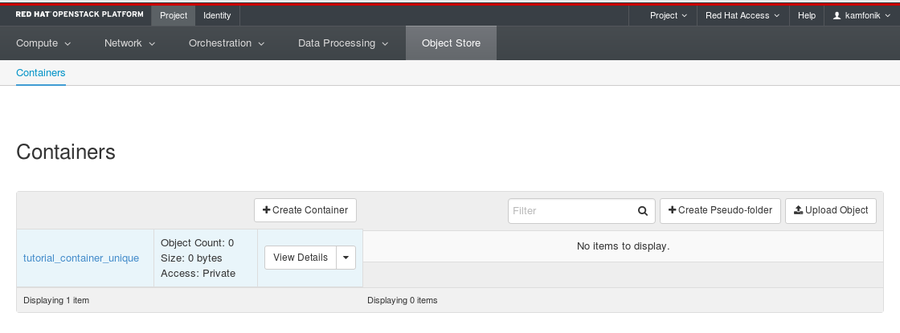 RED HAT OPENSTACK PLATFORM Project Identity Project Red Hat Access Help kamfonik
Compute Network Orchestration Data Processing Object Store
Containers
Containers
Create Container Filter Create Pseudo-folder Upload Object
tutorial_container_unique
Object Count: 0
Size: 0 bytes
Access: Private
View Details
No items to display.
Displaying 1 item Displaying 0 items